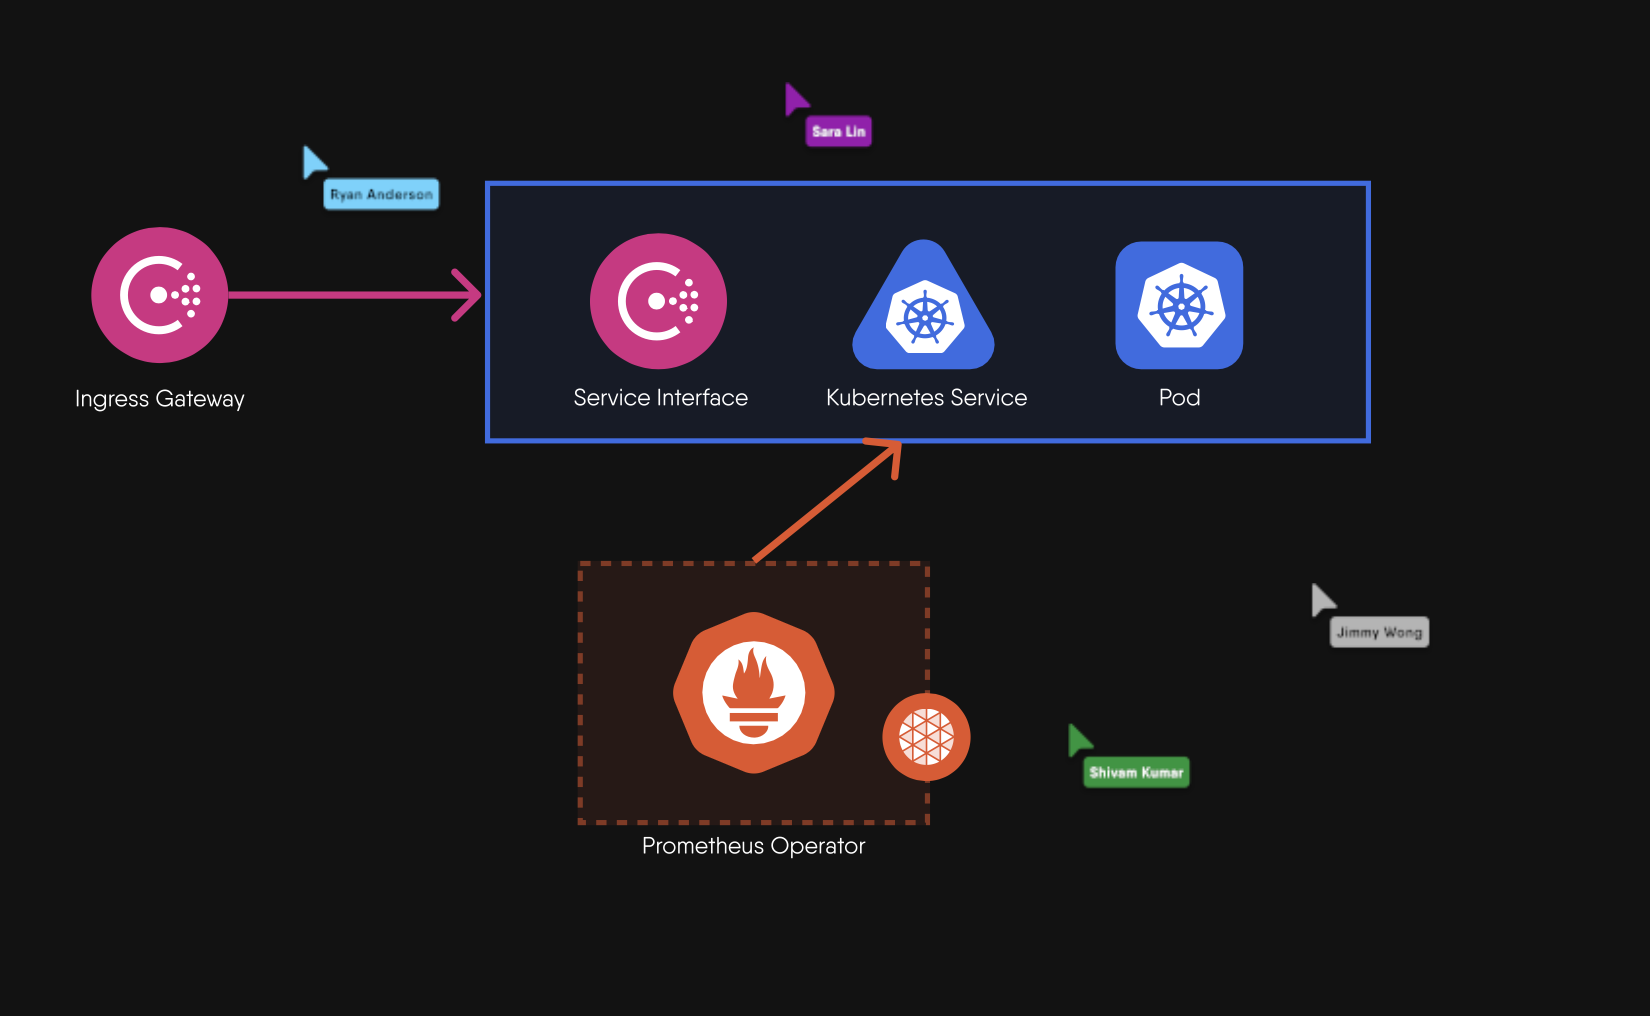 Sara Lin
Ryan Anderson
Ingress Gateway
Service Interface
Kubernetes Service
Pod
Jimmy Wong
Shivam Kumar
Prometheus Operator